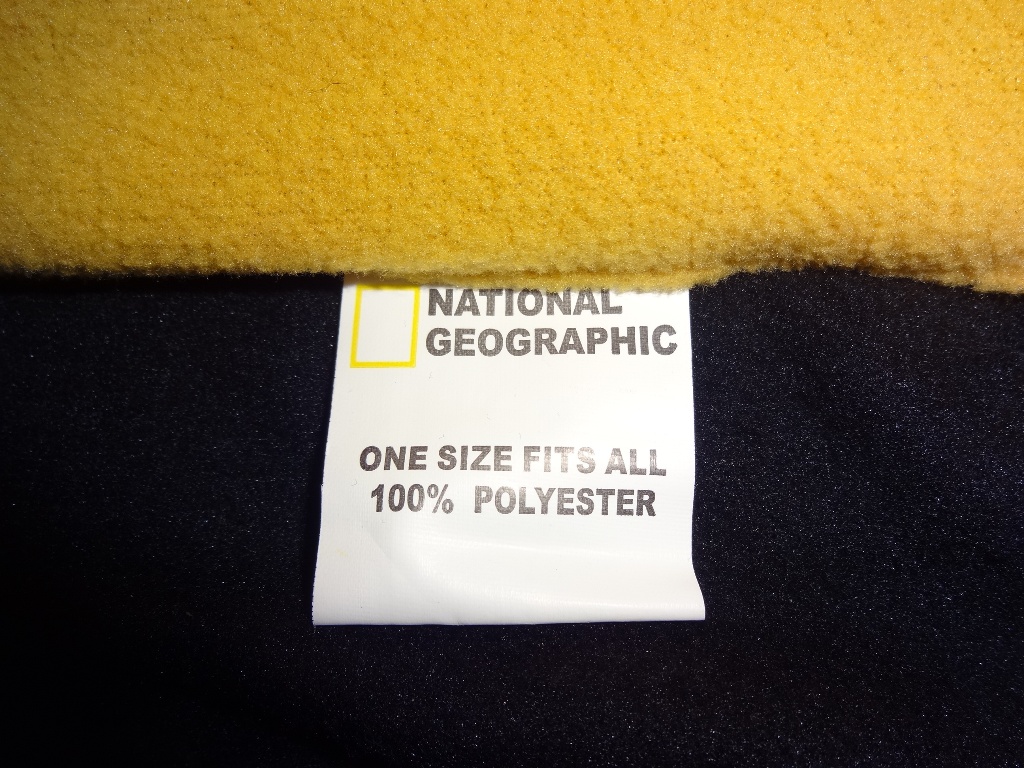 NATIONAL
GEOGRAPHIC
ONE SIZE FITS ALL
100% POLYESTER